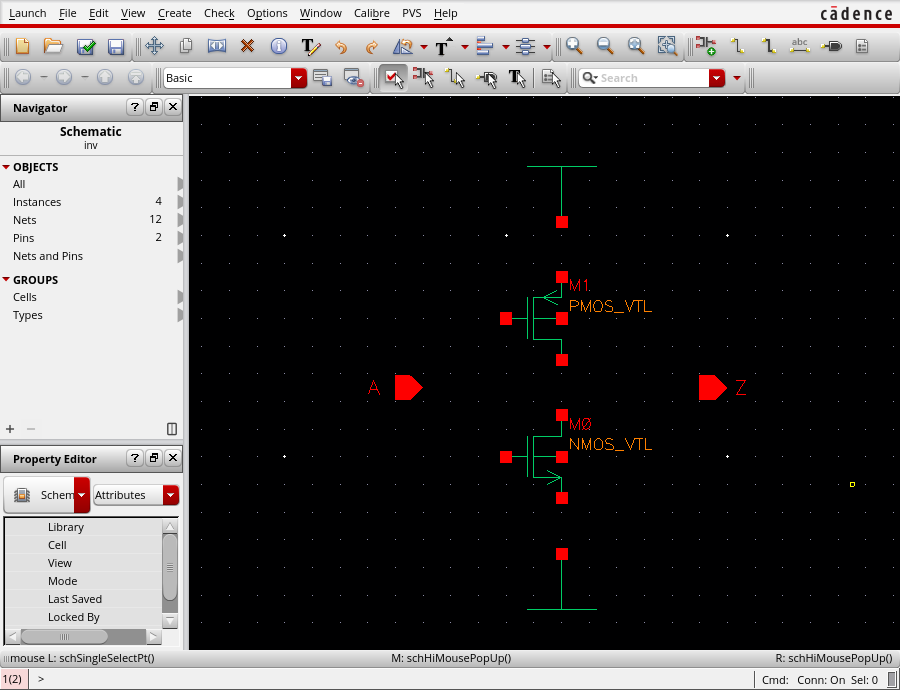 Launch File Edit View Create Check Options Window Calibre PVS Help
cādence
Basic
Search
abc
Navigator
Schematic
inv
OBJECTS
All
Instances 4
Nets 12
Pins 2
Nets and Pins
GROUPS
Cells
Types
Property Editor
Schem
Attributes
Library
Cell
View
Mode
Last Saved
Locked By
M1
PMOS_VTL
A
Z
M0
NMOS_VTL
mouse L: schSingleSelectPt() M: schHiMousePopUp() R: schHiMousePopUp()
1(2) > Cmd: Conn: On Sel: 0